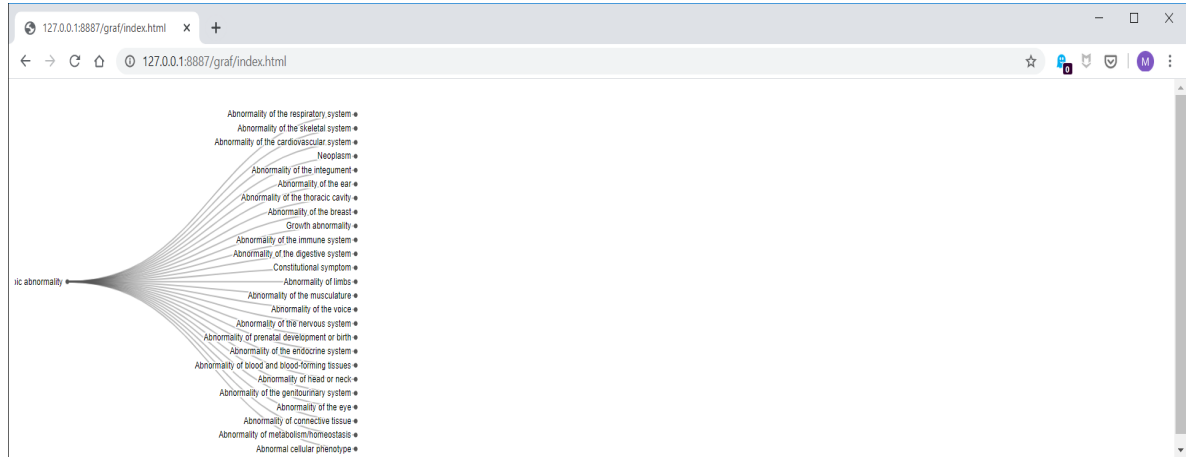 127.0.0.1:8887/graf/index.html
127.0.0.1:8887/graf/index.html
0
M
Abnormality of the respiratory system
Abnormality of the skeletal system
Abnormality of the cardiovascular system
Neoplasm
Abnormality of the integument
Abnormality of the ear
Abnormality of the thoracic cavity
Abnormality of the breast
Growth abnormality
Abnormality of the immune system
Abnormality of the digestive system
Constitutional symptom
ic abnormality
Abnormality of limbs
Abnormality of the musculature
Abnormality of the voice
Abnormality of the nervous system
Abnormality of prenatal development or birth
Abnormality of the endocrine system
Abnormality of blood and blood-forming tissues
Abnormality of head or neck
Abnormality of the genitourinary system
Abnormality of the eye
Abnormality of connective tissue
Abnormality of metabolism/homeostasis
Abnormal cellular phenotype